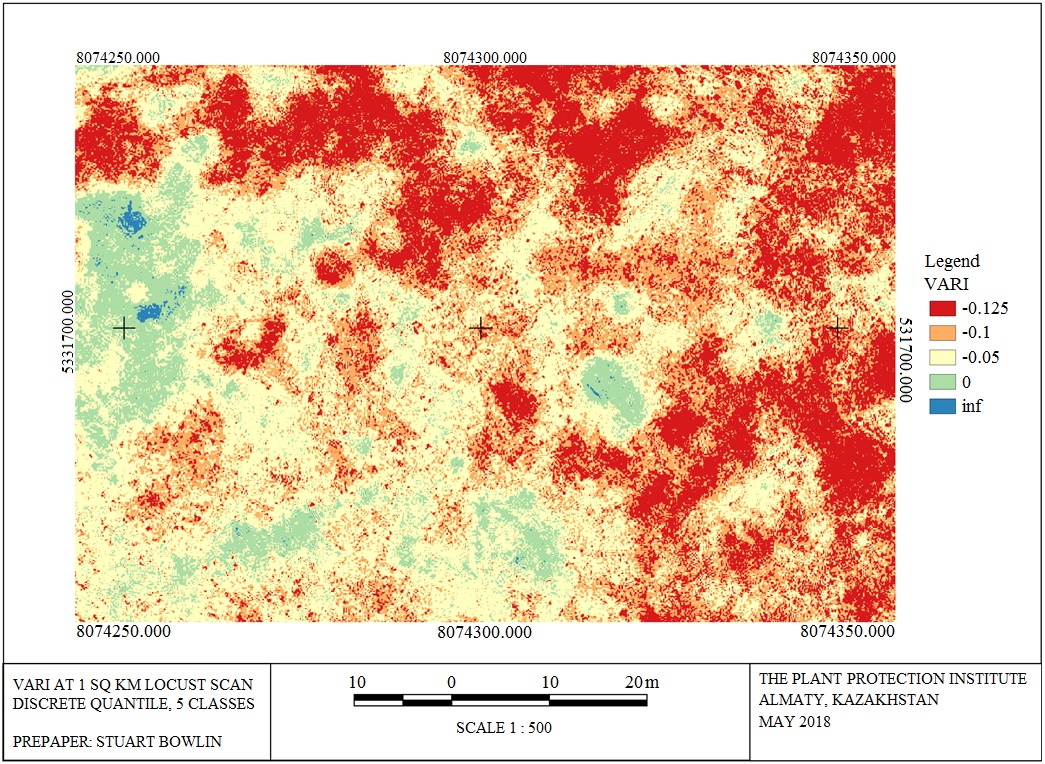 8074250.000 8074300.000 8074350.000
5331700.000
531700.000
Legend
VARI
-0.125
-0.1
-0.05
0
inf
8074250.000 8074300.000 8074350.000
VARI AT 1 SQ KM LOCUST SCAN
DISCRETE QUANTILE, 5 CLASSES
PREPAPER: STUART BOWLIN
10 0 10 20 m
SCALE 1 : 500
THE PLANT PROTECTION INSTITUTE
ALMATY, KAZAKHSTAN
MAY 2018